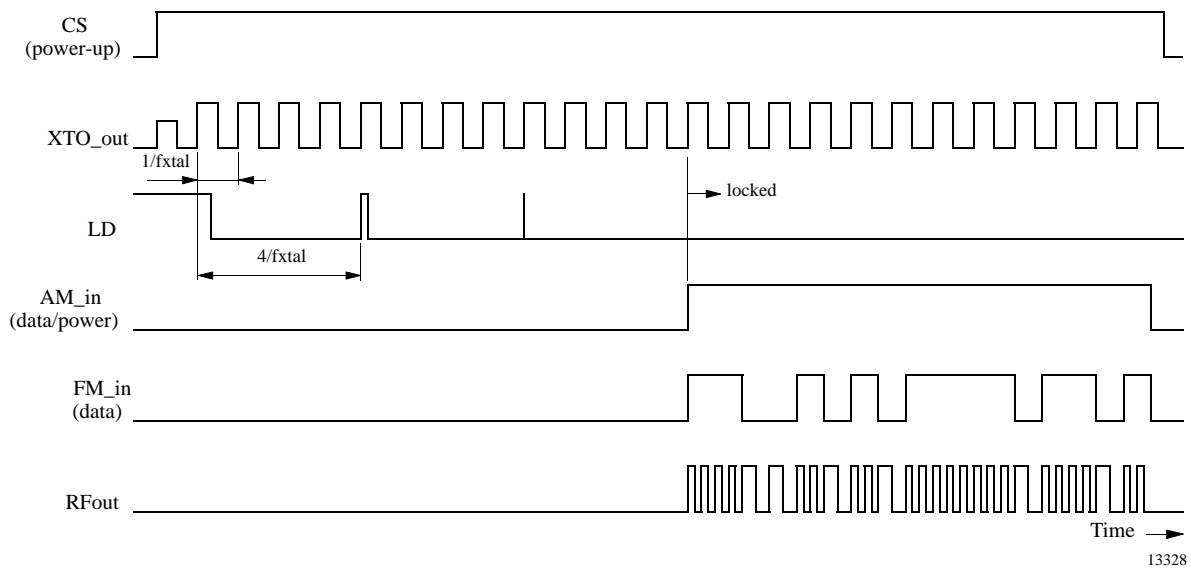 CS
(power-up)
XTO_out
1/fxtal
locked
LD
4/fxtal
AM_in
(data/power)
FM_in
(data)
RFout
Time
13328